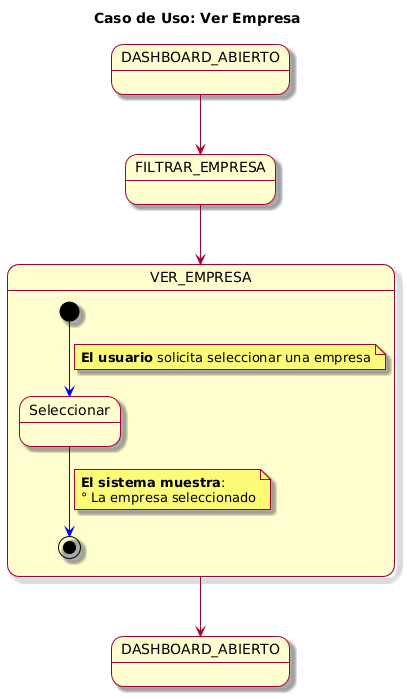 Caso de Uso: Ver Empresa
DASHBOARD_ABIERTO
FILTRAR_EMPRESA
VER_EMPRESA
El usuario solicita seleccionar una empresa
Seleccionar
El sistema muestra:
° La empresa seleccionado
DASHBOARD_ABIERTO